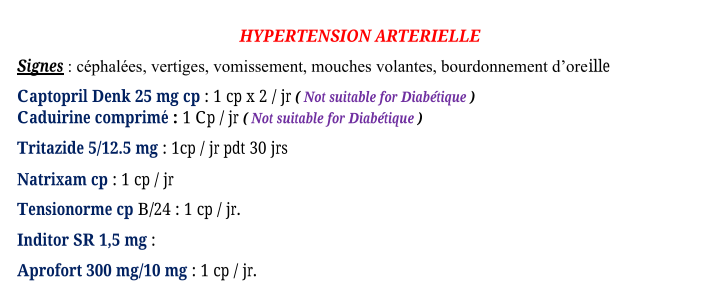 HYPERTENSION ARTERIELLE
Signes : céphalées, vertiges, vomissement, mouches volantes, bourdonnement d’oreille
Captopril Denk 25 mg cp : 1 cp x 2 / jr ( Not suitable for Diabétique )
Caduirine comprimé : 1 Cp / jr ( Not suitable for Diabétique )
Tritazide 5/12.5 mg : 1cp / jr pdt 30 jrs
Natrixam cp : 1 cp / jr
Tensionorme cp B/24 : 1 cp / jr.
Inditor SR 1,5 mg :
Aprofort 300 mg/10 mg : 1 cp / jr.